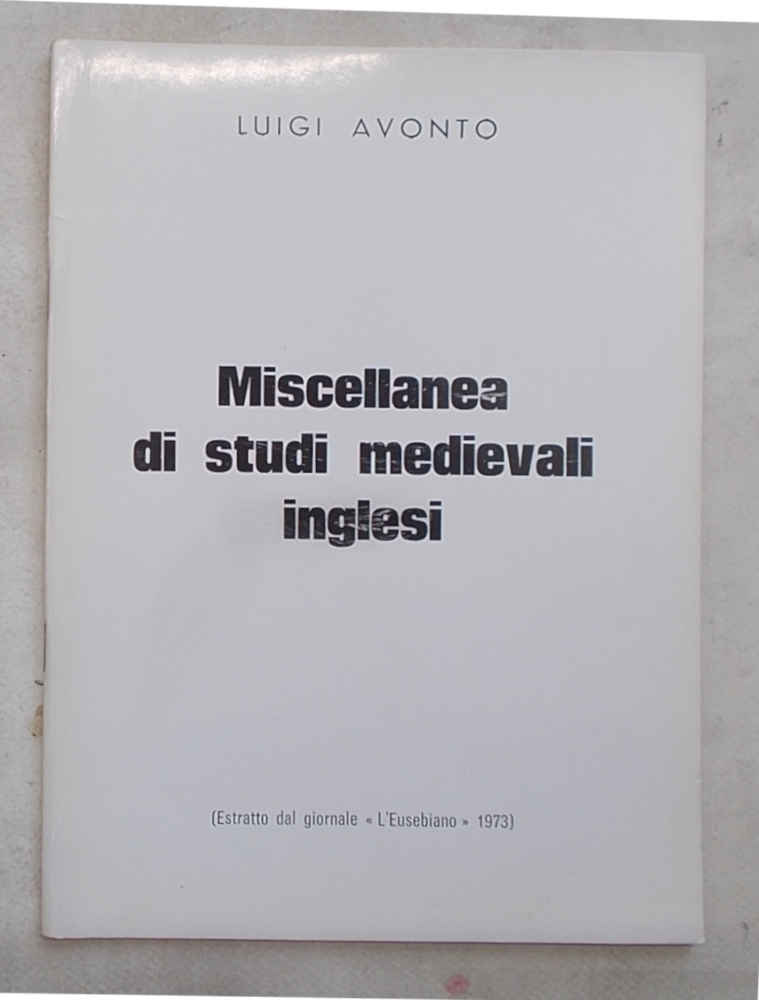 LUIGI AVONTO
Miscellanea
di studi medievali
inglesi
(Estratto dal giornale « L'Eusebiano » 1973)